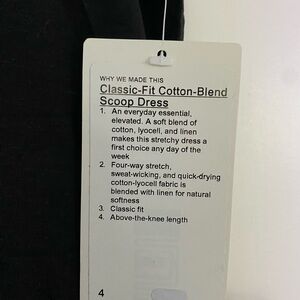 WHY WE MADE THIS
Classic-Fit Cotton-Blend
Scoop Dress
1. An everyday essential,
elevated. A soft blend of
cotton, lyocell, and linen
makes this stretchy dress a
first choice any day of the
week
2. Four-way stretch,
sweat-wicking, and quick-drying
cotton-lyocell fabric is
blended with linen for natural
softness
3. Classic fit
4. Above-the-knee length
4